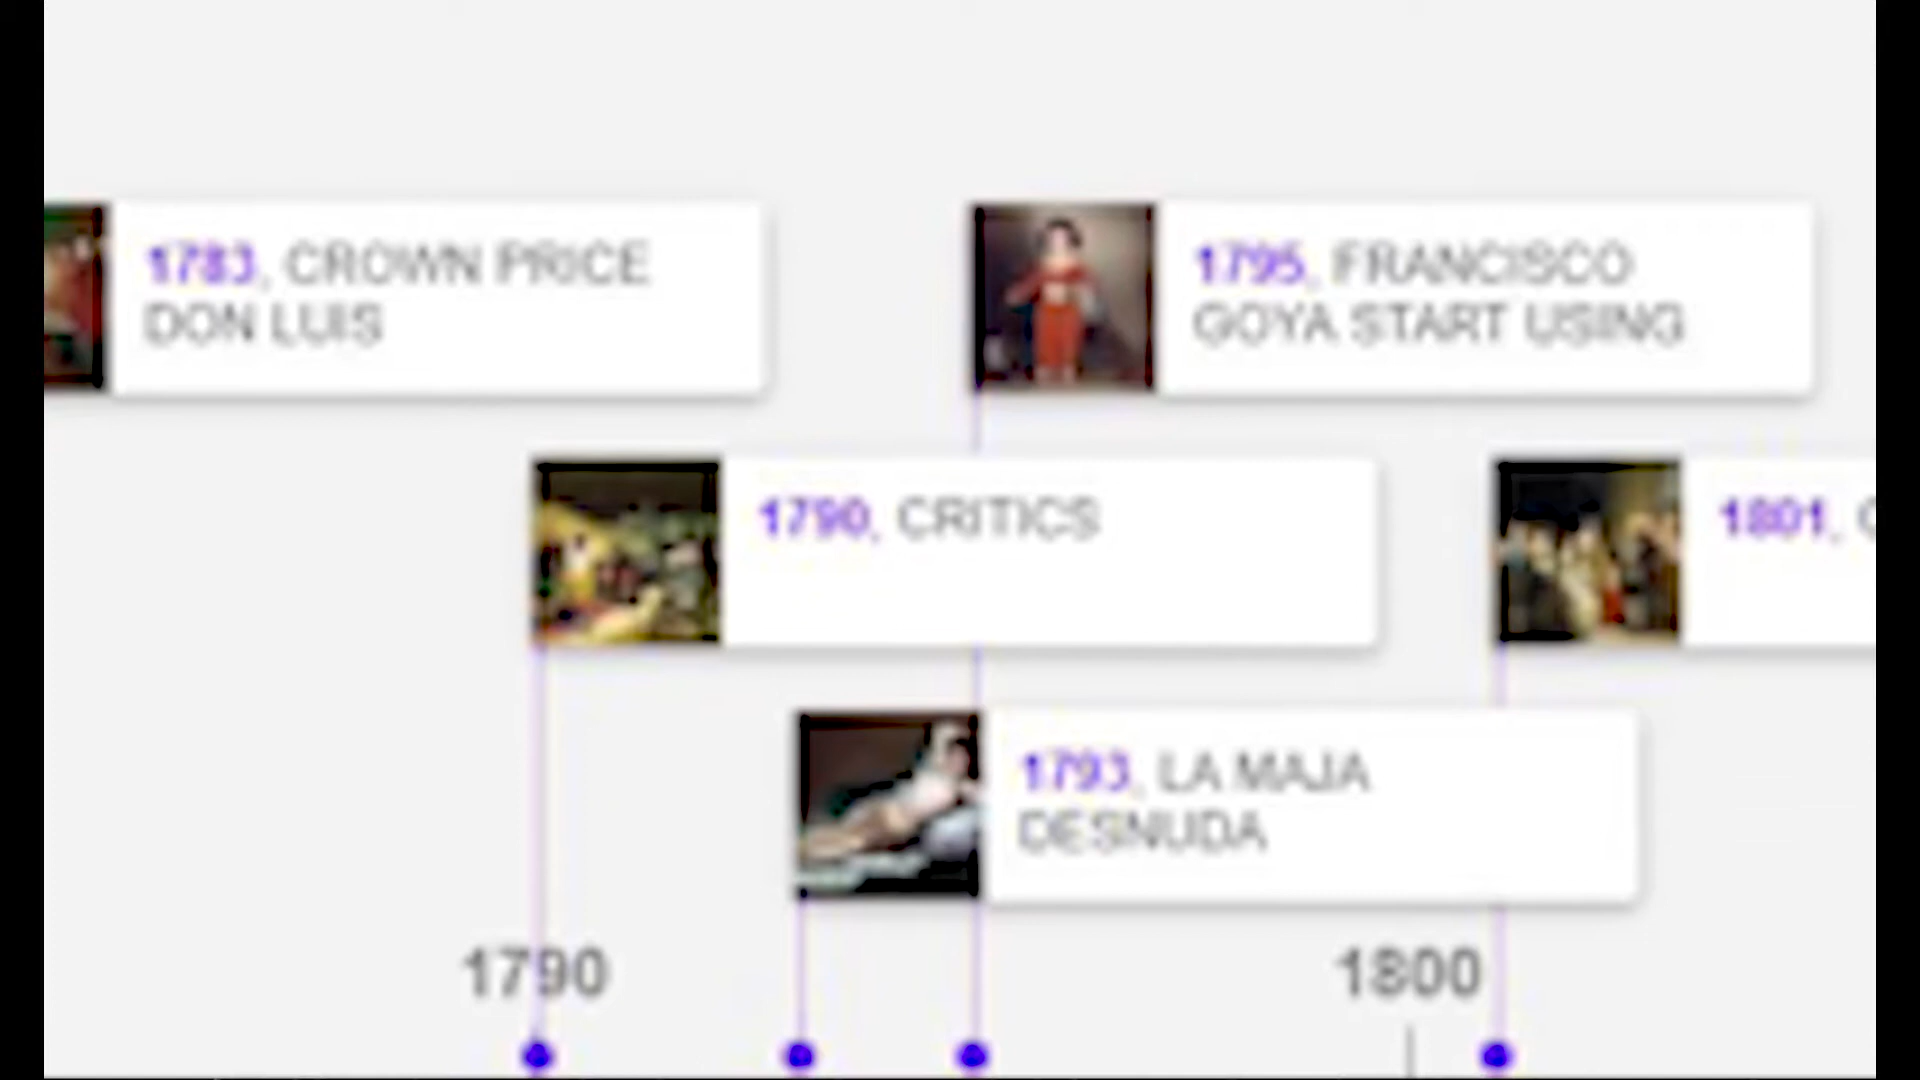 1783, CROWN PRICE
DON LUIS
1795, FRANCISCO
GOYA START USING
1790, CRITICS
1801,
1793, LA MAJA
DESNUDA
1790
1800